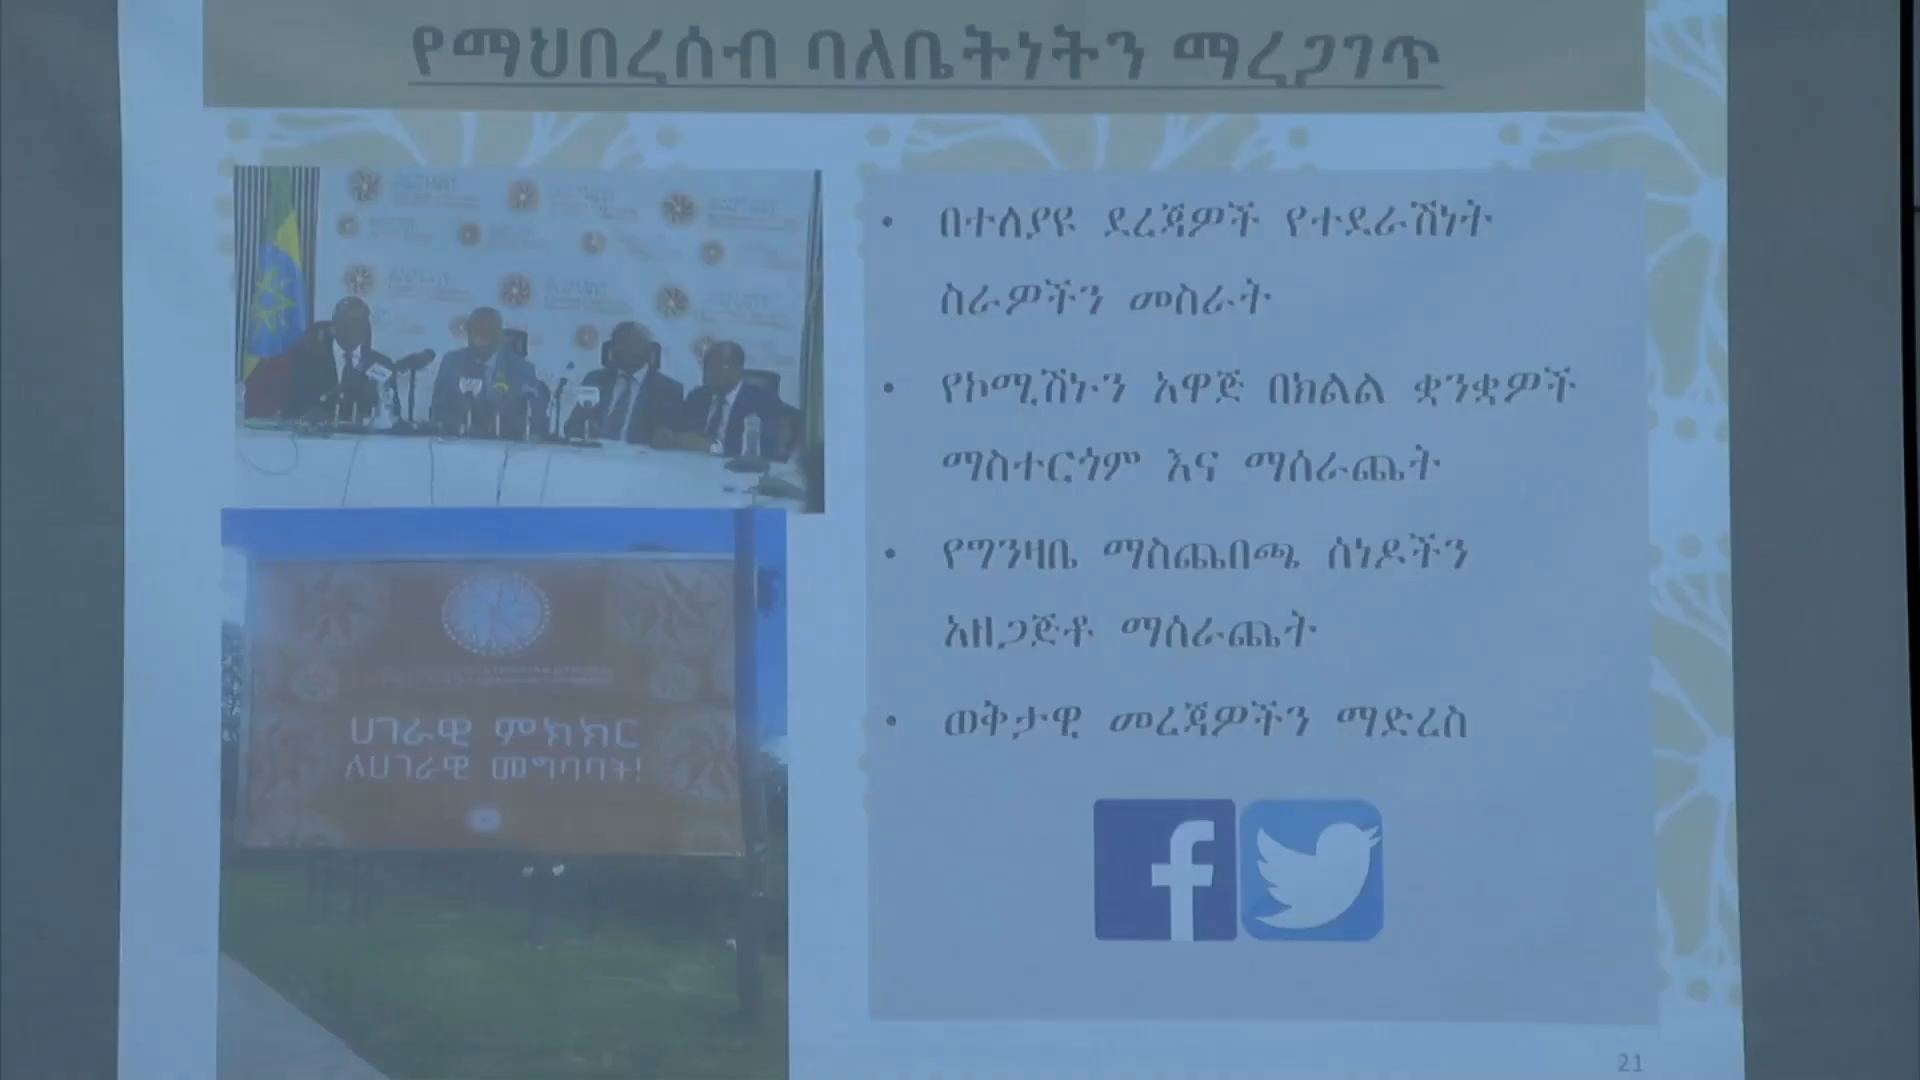 የማህበረሰብ ባለቤትነትን ማረጋገጥ
• በተለያዩ ደረጃዎች የተደራሽነት
ስራዎችን መስራት
• የኮሚሽኑን አዋጅ በክልል ቋንቋዎች
ማስተርጎም እና ማሰራጨት
• የግንዛቤ ማስጨበጫ ሰነዶችን
አዘጋጅቶ ማሰራጨት
• ወቅታዊ መረጃዎችን ማድረስ
ሀገራዊ ምክክር
ለሀገራዊ መግባባት!
21